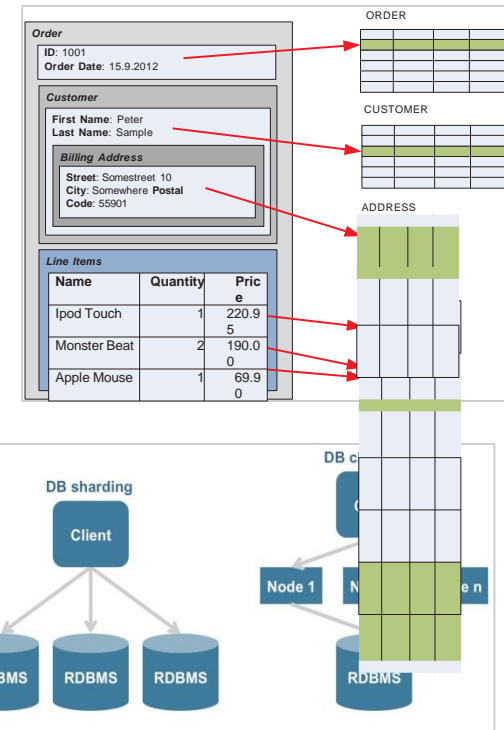 Order
ID: 1001
Order Date: 15.9.2012
Customer
First Name: Peter
Last Name: Sample
Billing Address
Street: Somestreet 10
City: Somewhere Postal
Code: 55901
Line Items
Name Quantity Pric
e
Ipod Touch 1 220.9
5
Monster Beat 2 190.0
0
Apple Mouse 1 69.9
0
ORDER
CUSTOMER
ADDRESS
DB sharding
Client
RDBMS
RDBMS
DB
Node 1
RDBMS